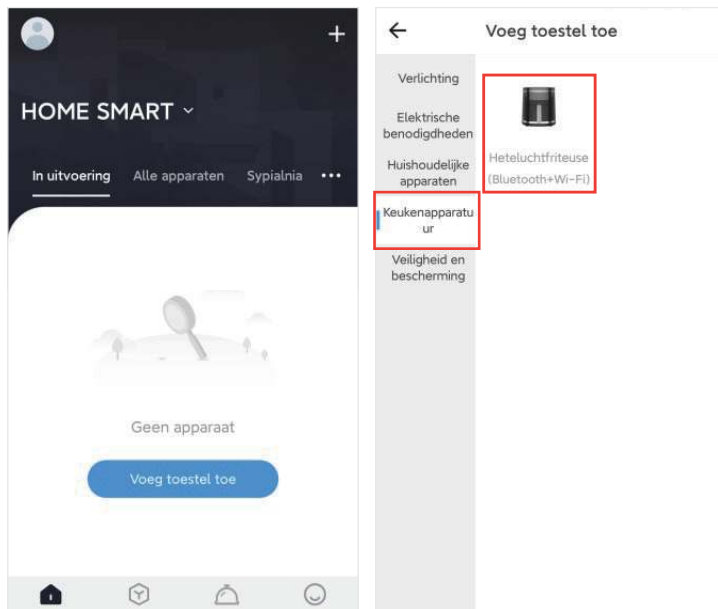 HOME SMART
In uitvoering Alle apparaten Sypialnia
Geen apparaat
Voeg toestel toe
Voeg toestel toe
Verlichting
Elektrische
benodigdheden
Huishoudelijke
apparaten
Keukenapparatu
ur
Veiligheid en
bescherming
Heteluchtfriteuse
(Bluetooth+Wi-Fi)